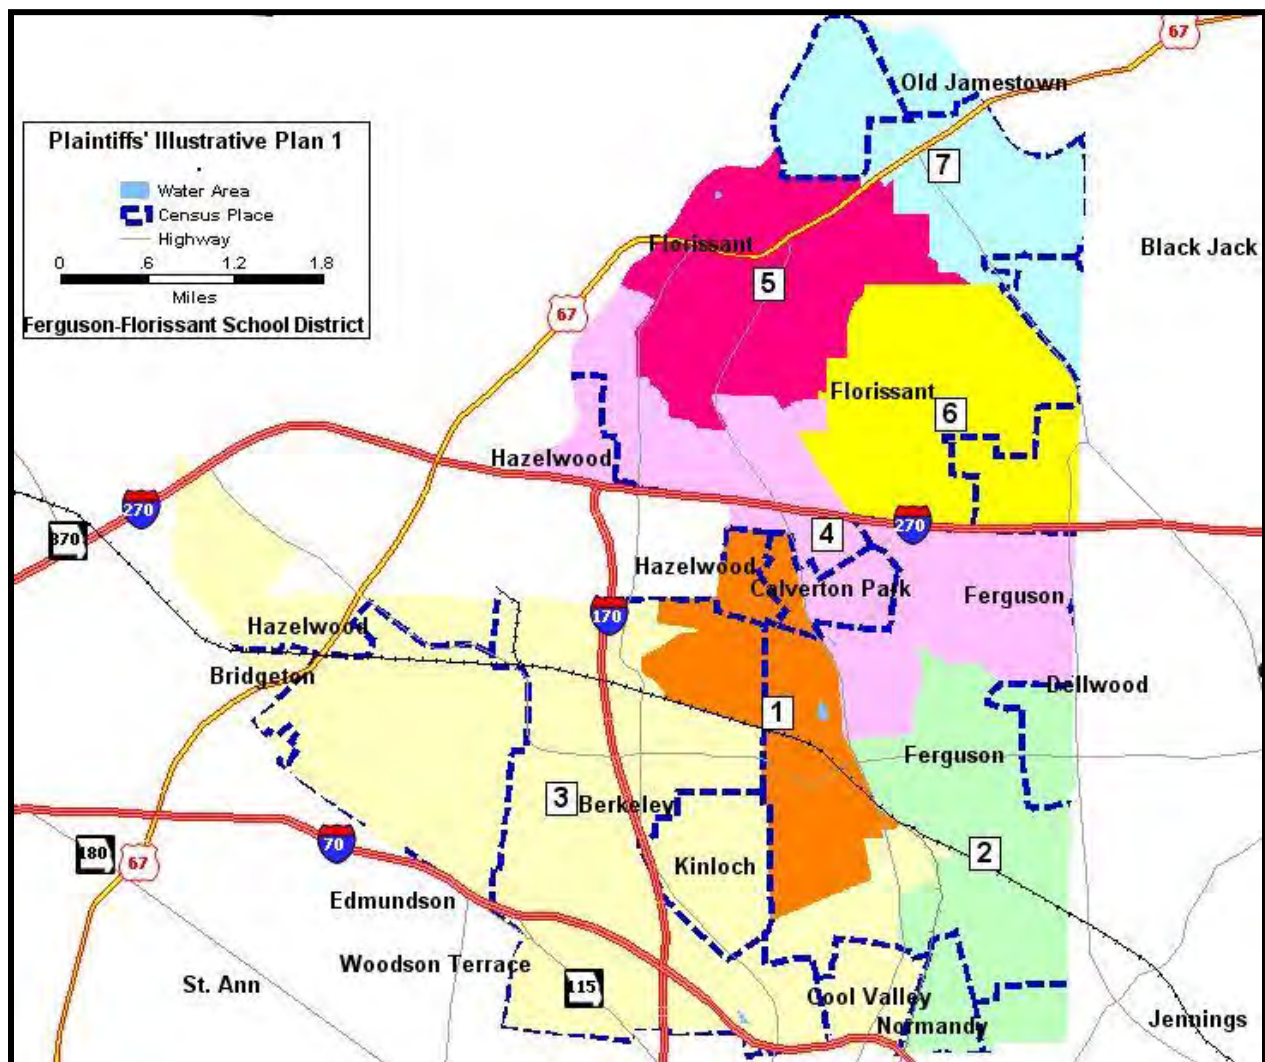 67
Old Jamestown
Plaintiffs' Illustrative Plan 1
Water Area
Census Place
Highway
0 .6 1.2 1.8
Miles
Ferguson-Florissant School District
7
Florissant
Black Jack
5
67
Florissant
6
Hazelwood
270
370
270
4
Hazelwood
Calverton Park
Ferguson
170
Hazelwood
Bridgeton
Dellwood
1
Ferguson
3
Berkeley
70
180
67
2
Kinloch
Edmundson
Woodson Terrace
St. Ann
115
Cool Valley
Normandy
Jennings